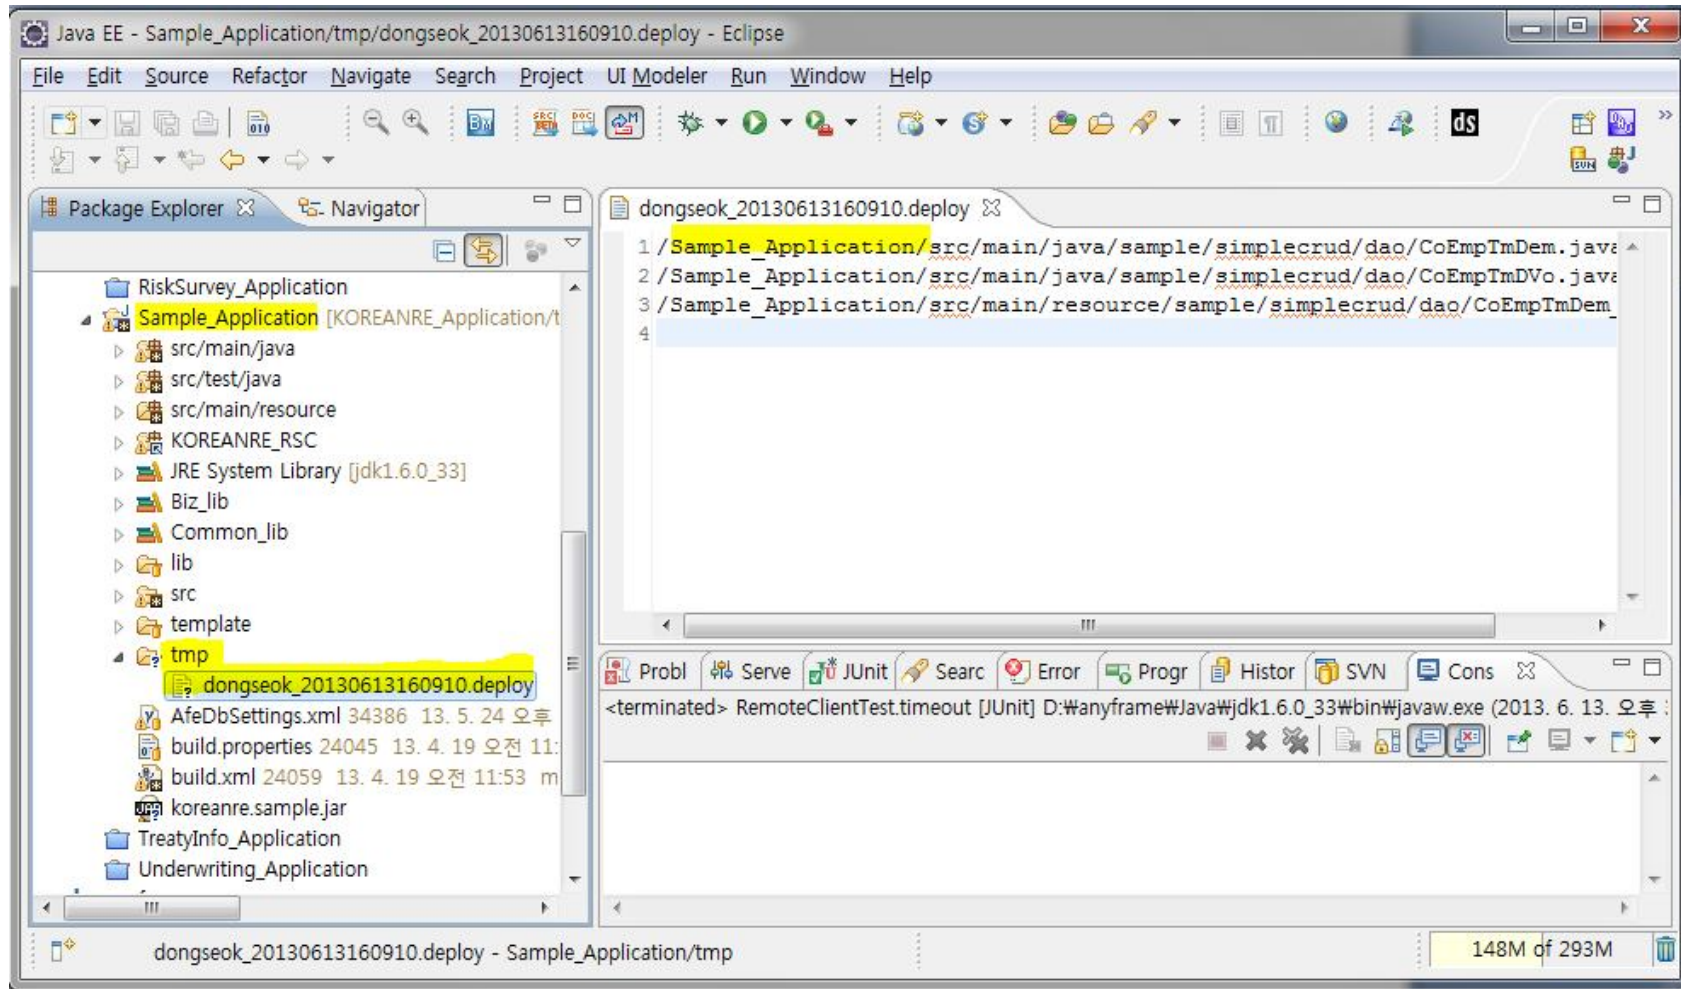 Java EE - Sample_Application/tmp/dongseok_20130613160910.deploy - Eclipse
File Edit Source Refactor Navigate Search Project UI Modeler Run Window Help
Package Explorer Navigator
RiskSurvey_Application
Sample_Application [KOREANRE_Application/t
src/main/java
src/test/java
src/main/resource
KOREANRE_RSC
JRE System Library [jdk1.6.0_33]
Biz_lib
Common_lib
lib
src
template
tmp
dongseok_20130613160910.deploy
AfeDbSettings.xml 34386 13. 5. 24 오후
build.properties 24045 13. 4. 19 오전 11:
build.xml 24059 13. 4. 19 오전 11:53 m
koreanre.sample.jar
TreatyInfo_Application
Underwriting_Application
dongseok_20130613160910.deploy
1 /Sample_Application/src/main/java/sample/simplecrud/dao/CoEmpTmDem.java
2 /Sample_Application/src/main/java/sample/simplecrud/dao/CoEmpTmDVo.java
3 /Sample_Application/src/main/resource/sample/simplecrud/dao/CoEmpTmDem_
4
Probl Serve JUnit Searc Error Progr Histor SVN Cons
<terminated> RemoteClientTest.timeout [JUnit] D:₩anyframe₩Java₩jdk1.6.0_33₩bin₩javaw.exe (2013. 6. 13. 오후
dongseok_20130613160910.deploy - Sample_Application/tmp
148M of 293M